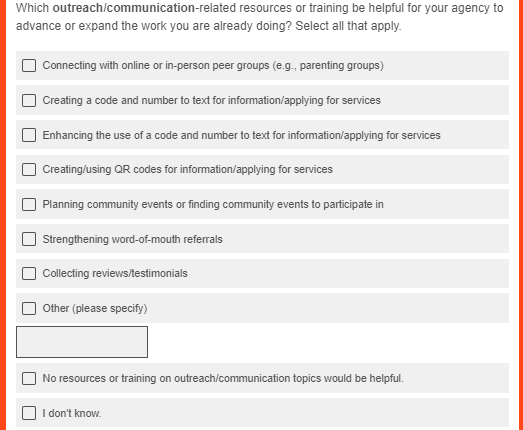 Which outreach/communication-related resources or training be helpful for your agency to
advance or expand the work you are already doing? Select all that apply.
Connecting with online or in-person peer groups (e.g., parenting groups)
Creating a code and number to text for information/applying for services
Enhancing the use of a code and number to text for information/applying for services
Creating/using QR codes for information/applying for services
Planning community events or finding community events to participate in
Strengthening word-of-mouth referrals
Collecting reviews/testimonials
Other (please specify)
No resources or training on outreach/communication topics would be helpful.
I don't know.